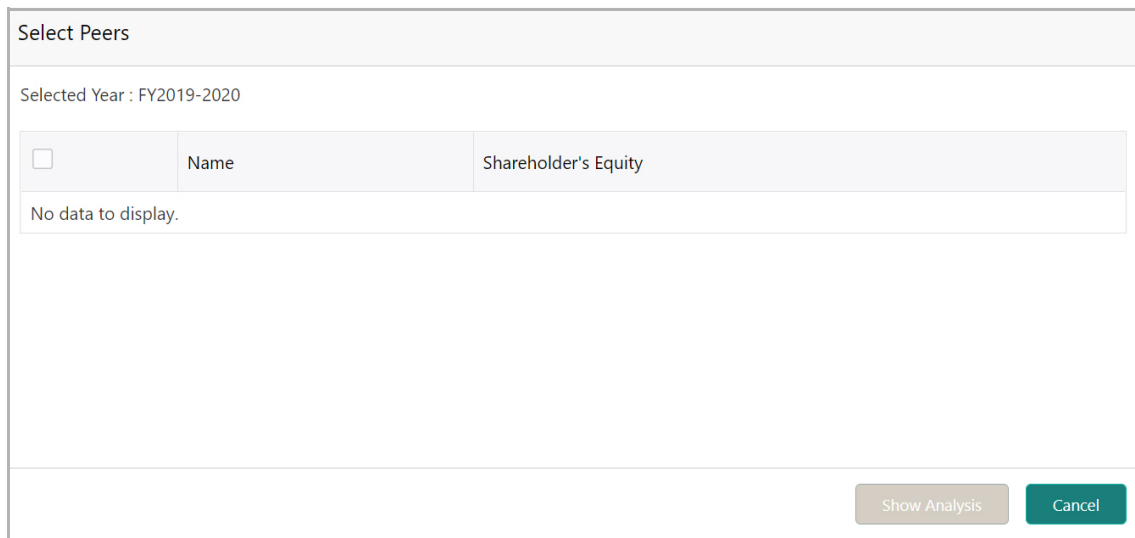 Select Peers
Selected Year : FY2019-2020
Name Shareholder's Equity
No data to display.
Show Analysis Cancel